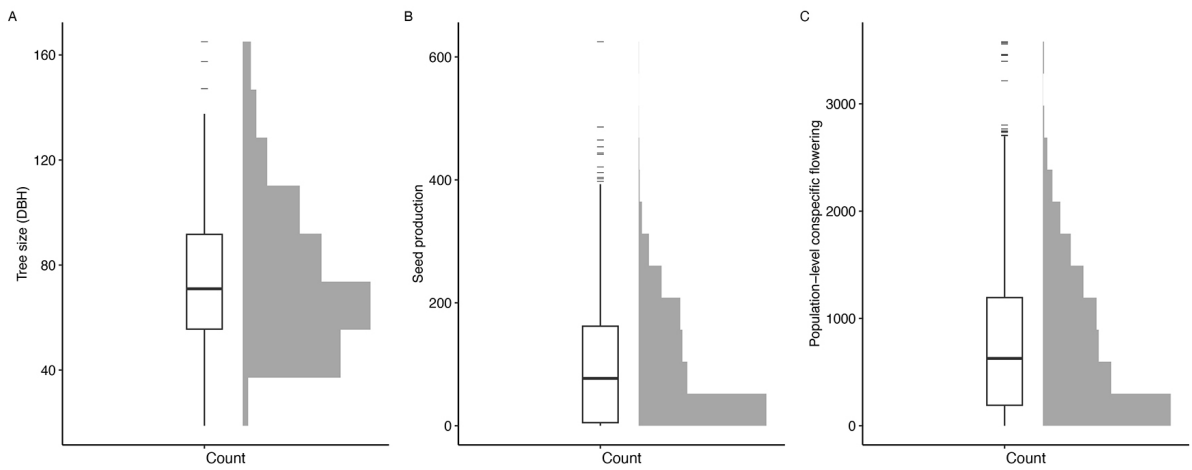 A
Tree size (DBH)
160
120
80
40
Count
B
Seed production
600
400
200
0
Count
C
Population−level conspecific flowering
3000
2000
1000
0
Count